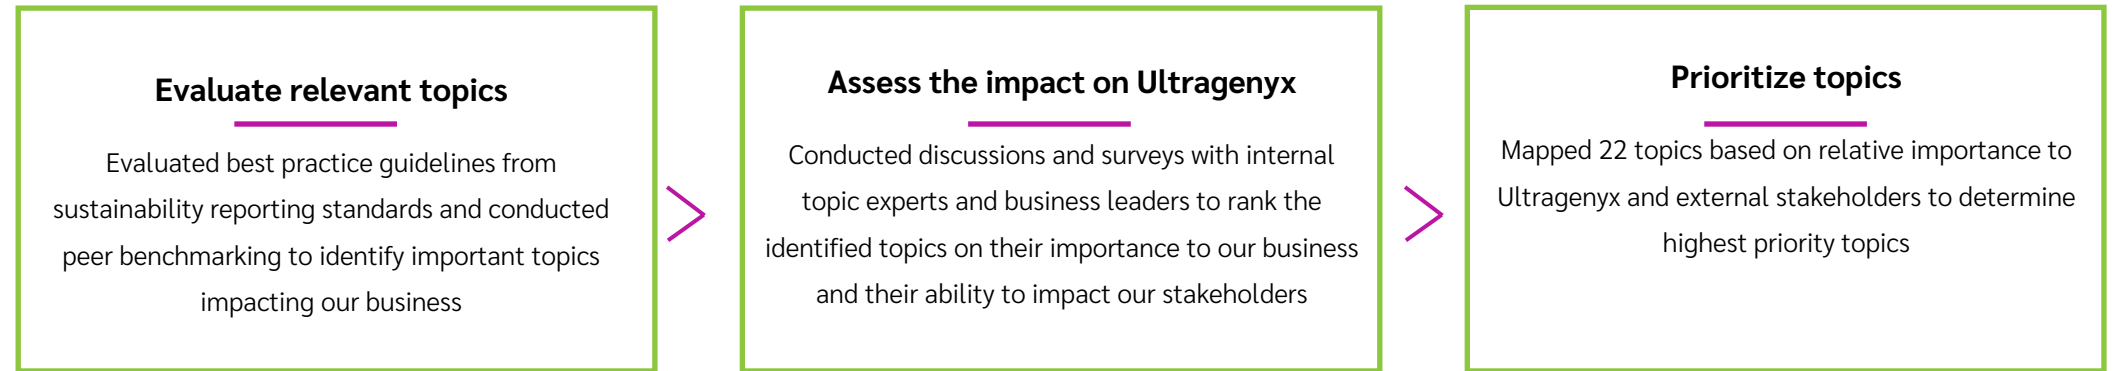 Evaluate relevant topics
Evaluated best practice guidelines from
sustainability reporting standards and conducted
peer benchmarking to identify important topics
impacting our business
Assess the impact on Ultragenyx
Conducted discussions and surveys with internal
topic experts and business leaders to rank the
identified topics on their importance to our business
and their ability to impact our stakeholders
Prioritize topics
Mapped 22 topics based on relative importance to
Ultragenyx and external stakeholders to determine
highest priority topics